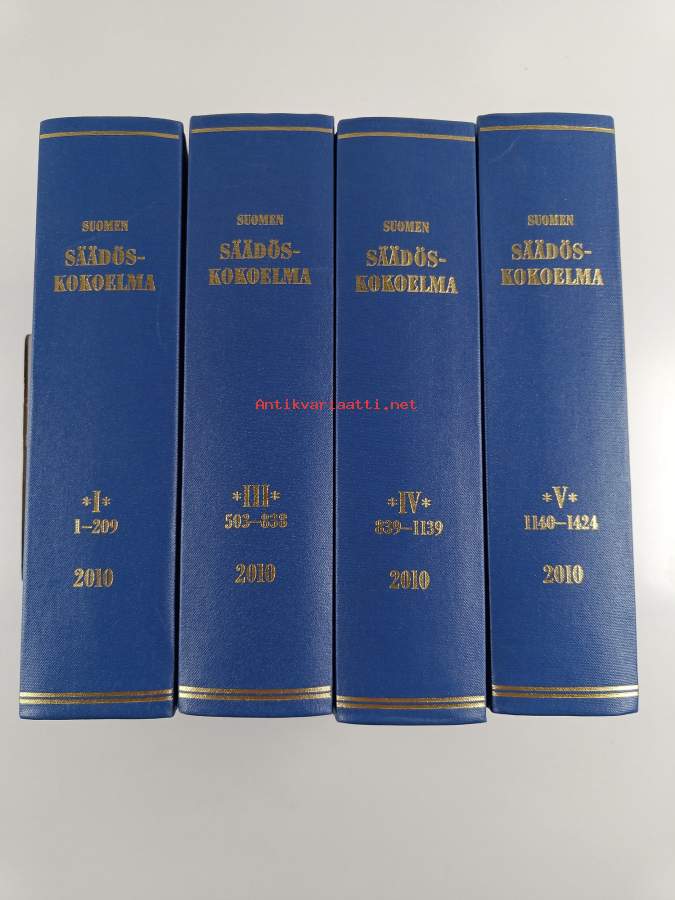 SUOMEN
SÄÄDÖS-
KOKOELMA
*I*
1–209
2010
SUOMEN
SÄÄDÖS-
KOKOELMA
*III*
503–838
2010
SUOMEN
SÄÄDÖS-
KOKOELMA
*IV*
839–1139
2010
SUOMEN
SÄÄDÖS-
KOKOELMA
*V*
1140–1424
2010
Antikvariaatti.net